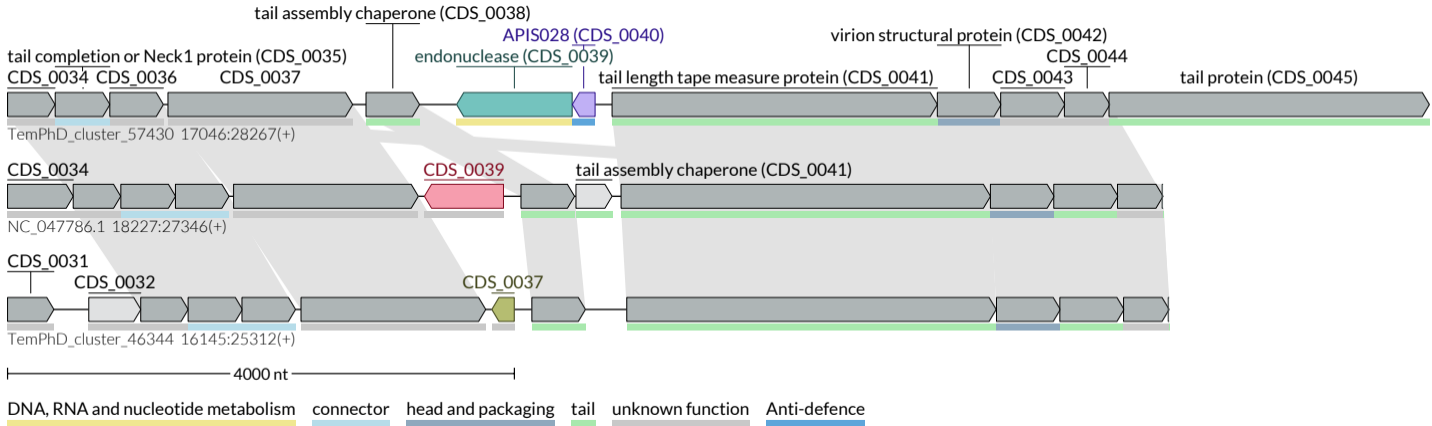 tail assembly chaperone (CDS_0038)
APIS028 (CDS_0040)
virion structural protein (CDS_0042)
tail completion or Neck1 protein (CDS_0035)
endonuclease (CDS_0039)
CDS_0044
CDS_0034 CDS_0036 CDS_0037 tail length tape measure protein (CDS_0041) CDS_0043 tail protein (CDS_0045)
TemPhD_cluster_57430 17046:28267(+)
CDS_0034 CDS_0039 tail assembly chaperone (CDS_0041)
NC_047786.1 18227:27346(+)
CDS_0031
CDS_0032 CDS_0037
TemPhD_cluster_46344 16145:25312(+)
4000 nt
DNA, RNA and nucleotide metabolism connector head and packaging tail unknown function Anti-defence